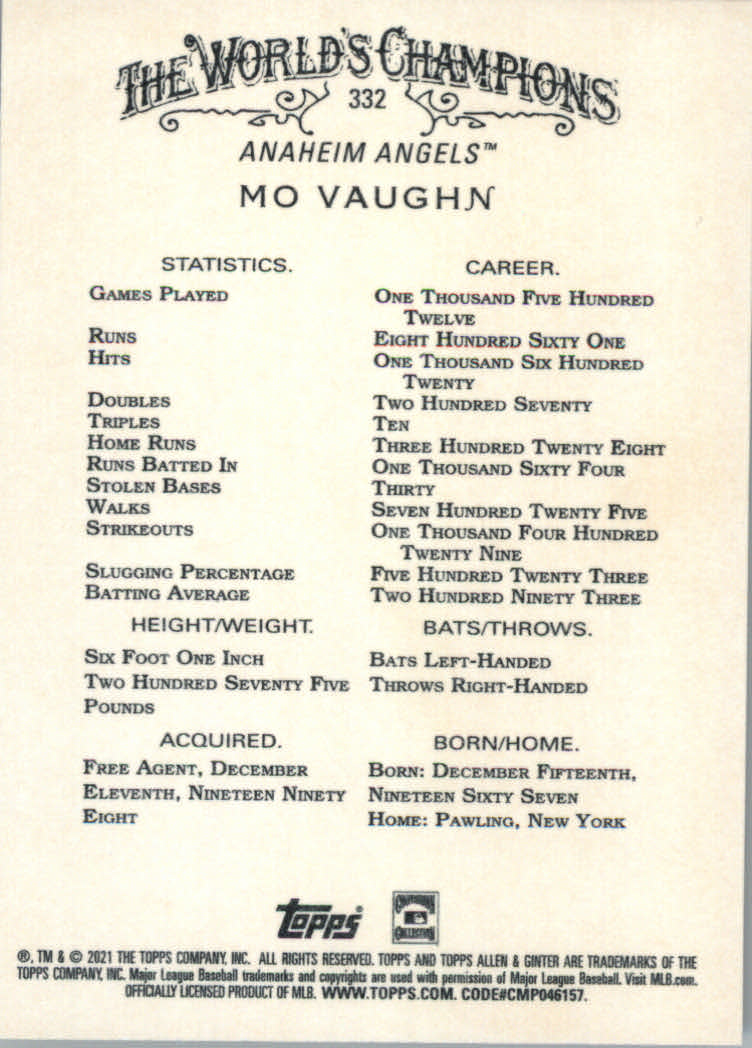 THE WORLD'S CHAMPIONS
332
ANAHEIM ANGELS™
MO VAUGHN
STATISTICS. CAREER.
GAMES PLAYED ONE THOUSAND FIVE HUNDRED
TWELVE
RUNS EIGHT HUNDRED SIXTY ONE
HITS ONE THOUSAND SIX HUNDRED
TWENTY
DOUBLES TWO HUNDRED SEVENTY
TRIPLES TEN
HOME RUNS THREE HUNDRED TWENTY EIGHT
RUNS BATTED IN ONE THOUSAND SIXTY FOUR
STOLEN BASES THIRTY
WALKS SEVEN HUNDRED TWENTY FIVE
STRIKEOUTS ONE THOUSAND FOUR HUNDRED
TWENTY NINE
SLUGGING PERCENTAGE FIVE HUNDRED TWENTY THREE
BATTING AVERAGE TWO HUNDRED NINETY THREE
HEIGHT/WEIGHT. BATS/THROWS.
SIX FOOT ONE INCH BATS LEFT-HANDED
TWO HUNDRED SEVENTY FIVE THROWS RIGHT-HANDED
POUNDS
ACQUIRED. BORN/HOME.
FREE AGENT, DECEMBER BORN: DECEMBER FIFTEENTH,
ELEVENTH, NINETEEN NINETY NINETEEN SIXTY SEVEN
EIGHT HOME: PAWLING, NEW YORK
Topps®
®, TM & © 2021 THE TOPPS COMPANY, INC. ALL RIGHTS RESERVED. TOPPS AND TOPPS ALLEN & GINTER ARE TRADEMARKS OF THE
TOPPS COMPANY, INC. Major League Baseball trademarks and copyrights are used with permission of Major League Baseball. Visit MLB.com.
OFFICIALLY LICENSED PRODUCT OF MLB. WWW.TOPPS.COM. CODE#CMP046157.